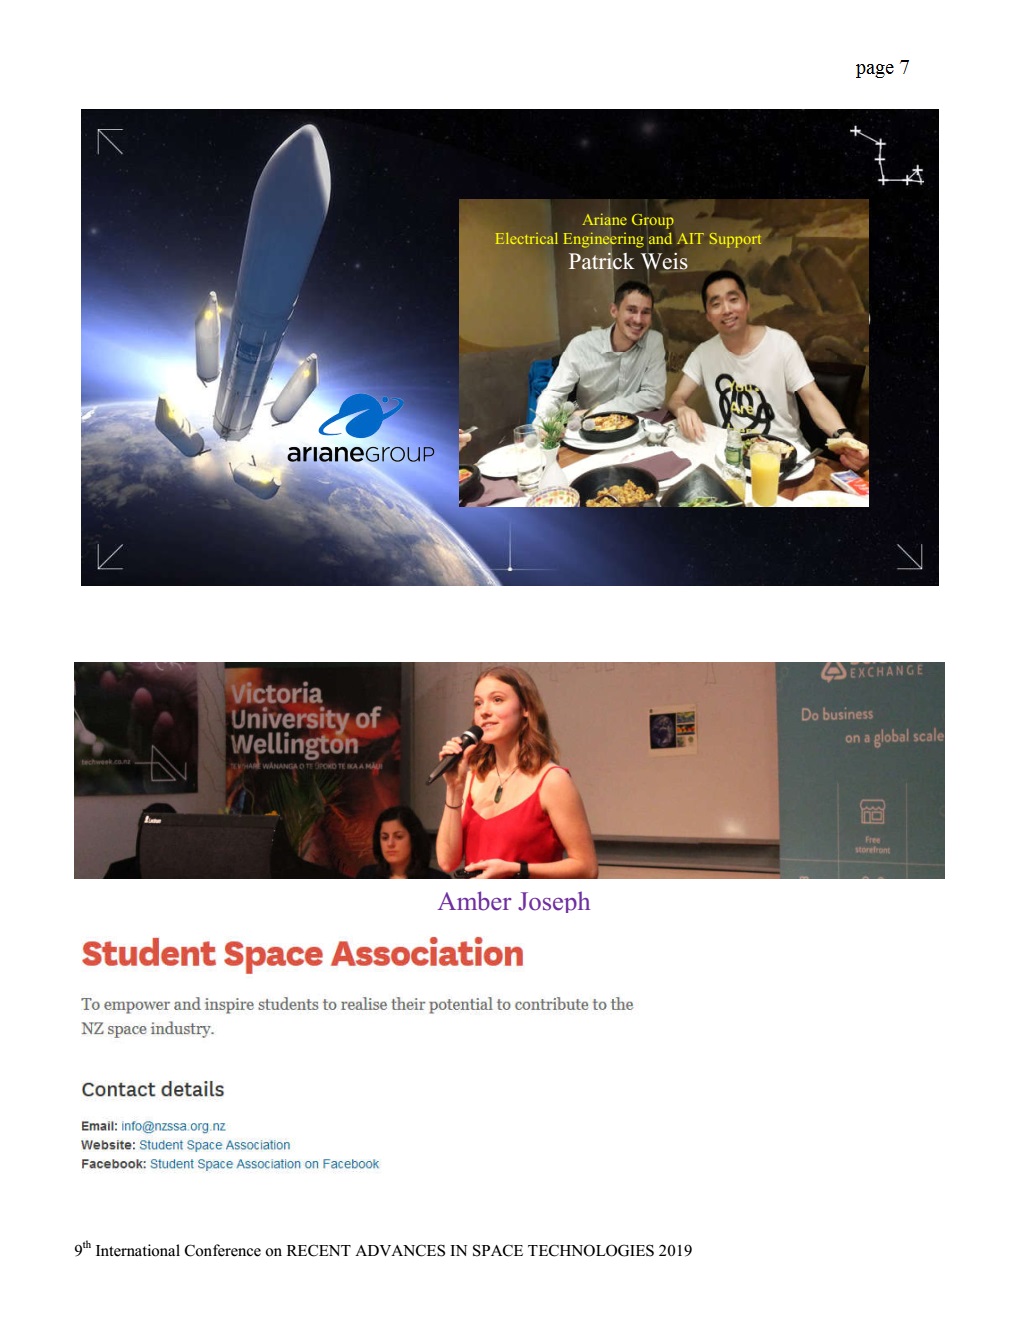 page 7
Ariane Group
Electrical Engineering and AIT Support
Patrick Weis
You
Are
arıaneGROUP
Victoria
University of
Wellington
TE WHARE WĀNANGA O TE ŪPOKO TE IKA A MĀUI
techweek.co.nz
EXCHANGE
Do business
on a global scale
Free
storefront
Amber Joseph
Student Space Association
To empower and inspire students to realise their potential to contribute to the
NZ space industry.
Contact details
Email: info@nzssa.org.nz
Website: Student Space Association
Facebook: Student Space Association on Facebook
9th International Conference on RECENT ADVANCES IN SPACE TECHNOLOGIES 2019